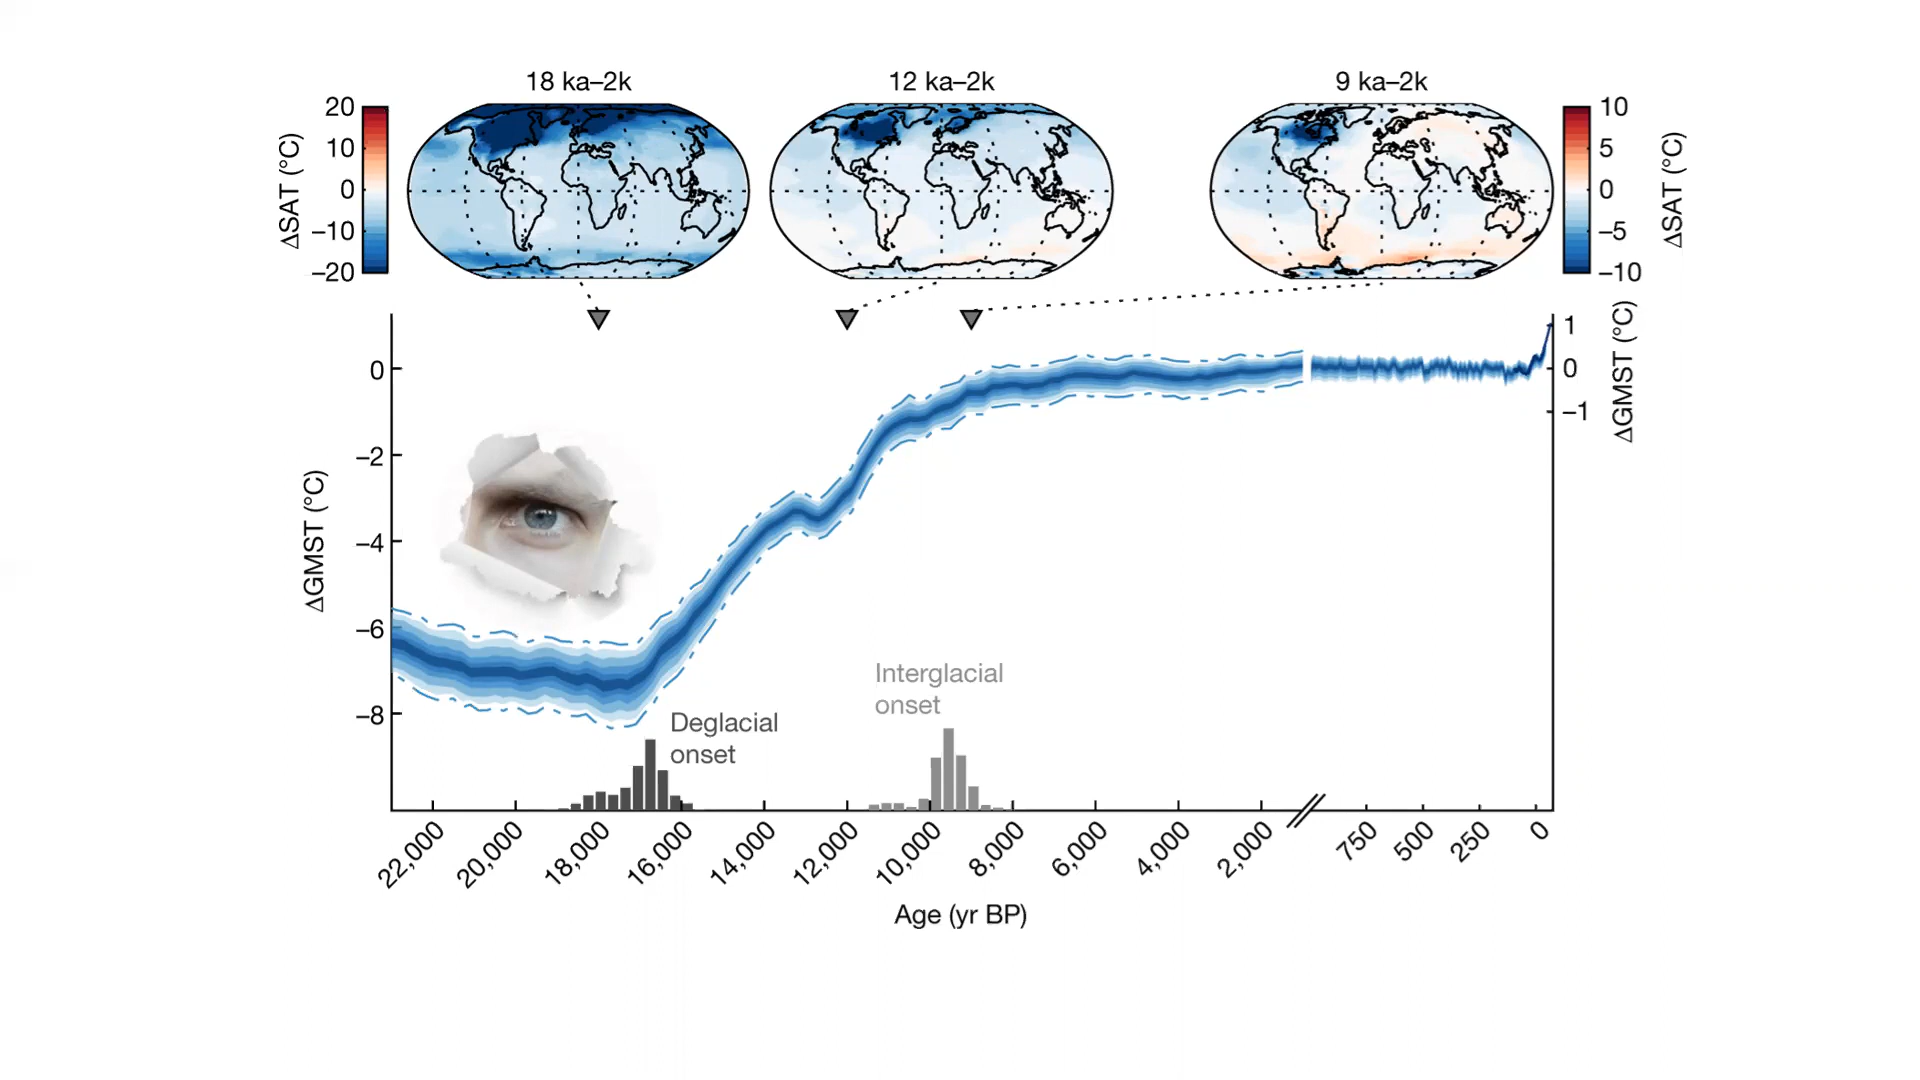 18 ka–2k
12 ka–2k
9 ka–2k
20
10
0
–10
–20
ΔSAT (°C)
10
5
0
–5
–10
ΔSAT (°C)
1
0
–1
ΔGMST (°C)
0
–2
–4
–6
–8
ΔGMST (°C)
Interglacial
onset
Deglacial
onset
22,000
20,000
18,000
16,000
14,000
12,000
10,000
8,000
6,000
4,000
2,000
750
500
250
0
Age (yr BP)